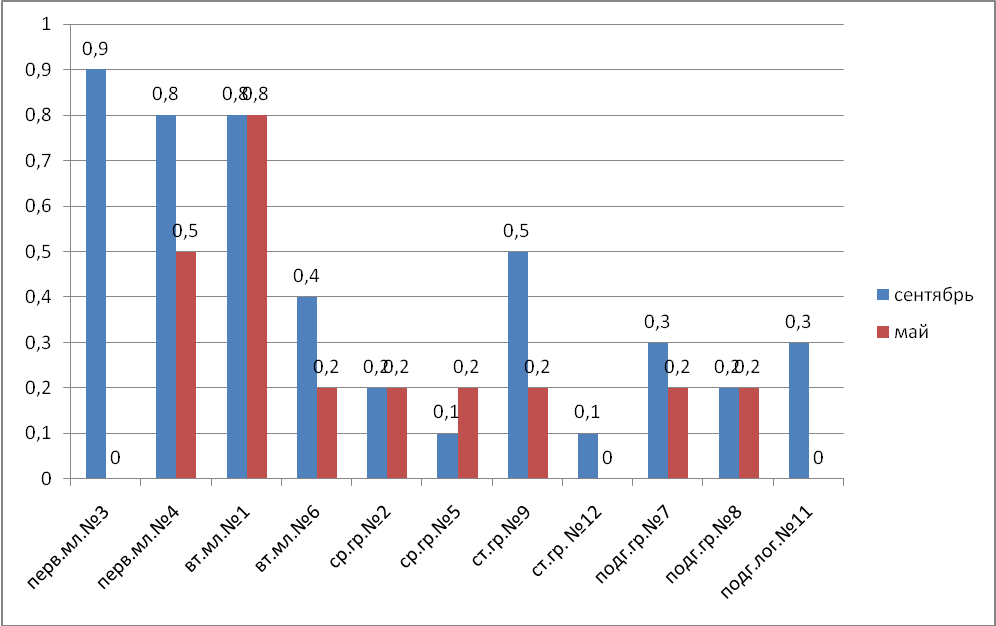 1
0,9
0,8
0,7
0,6
0,5
0,4
0,3
0,2
0,1
0
0,9
0
0,8
0,5
0,8
0,8
0,4
0,2
0,2
0,2
0,1
0,2
0,5
0,2
0,1
0
0,3
0,2
0,2
0,2
0,3
0
перв.мл.№3
перв.мл.№4
вт.мл.№1
вт.мл.№6
ср.гр.№2
ср.гр.№5
ст.гр.№9
ст.гр. №12
подг.гр.№7
подг.гр.№8
подг.лог.№11
сентябрь
май